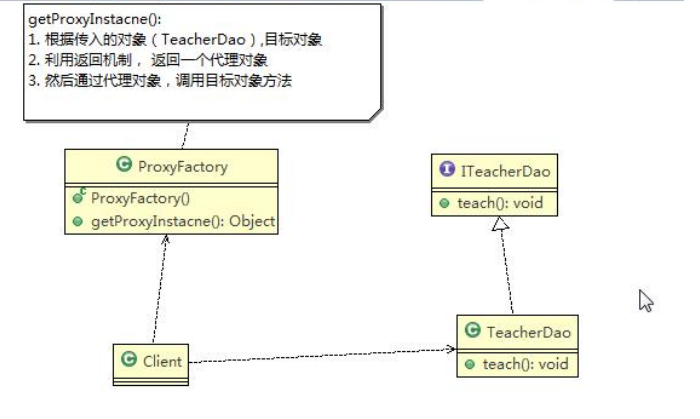 getProxyInstacne():
1. 根据传入的对象（TeacherDao）,目标对象
2. 利用返回机制， 返回一个代理对象
3. 然后通过代理对象，调用目标对象方法
C ProxyFactory
C ProxyFactory()
getProxyInstacne(): Object
I ITeacherDao
teach(): void
C Client
C TeacherDao
teach(): void